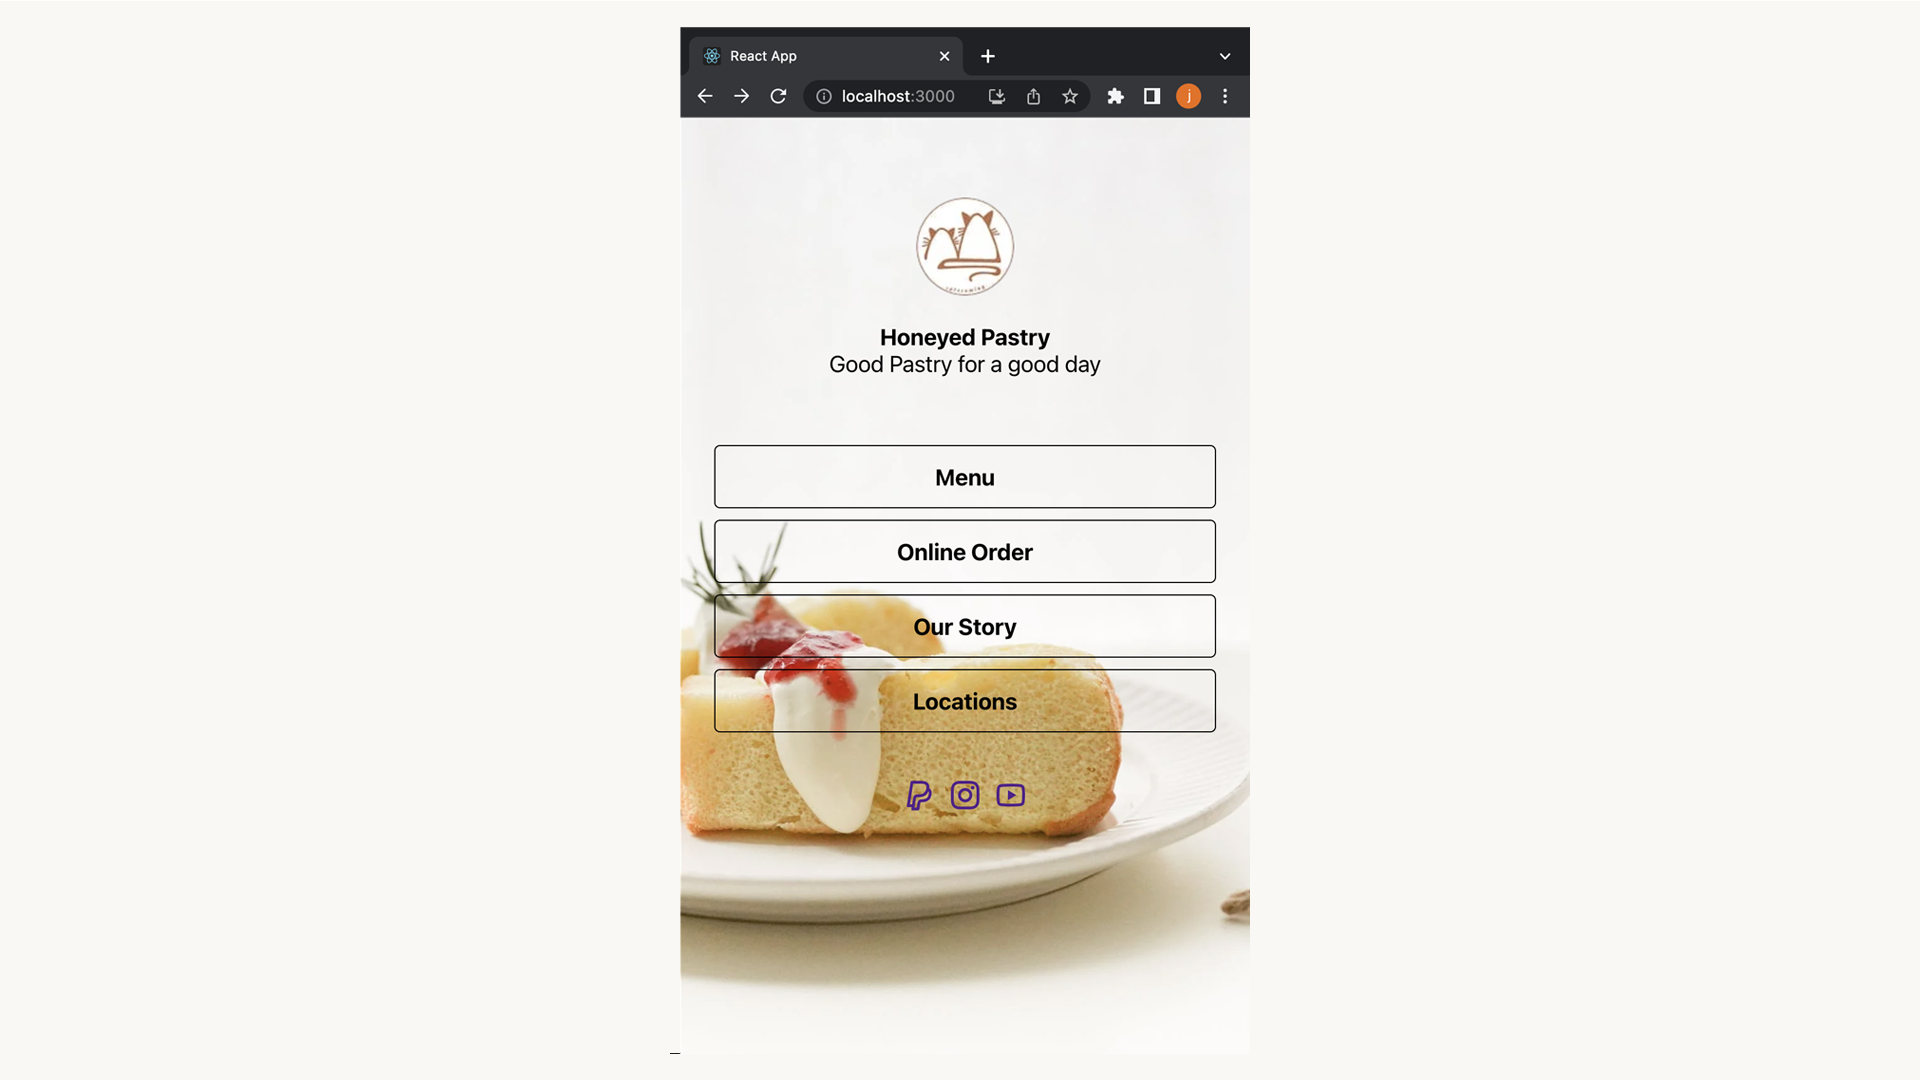 React App
localhost:3000
j
Honeyed Pastry
Good Pastry for a good day
Menu
Online Order
Our Story
Locations